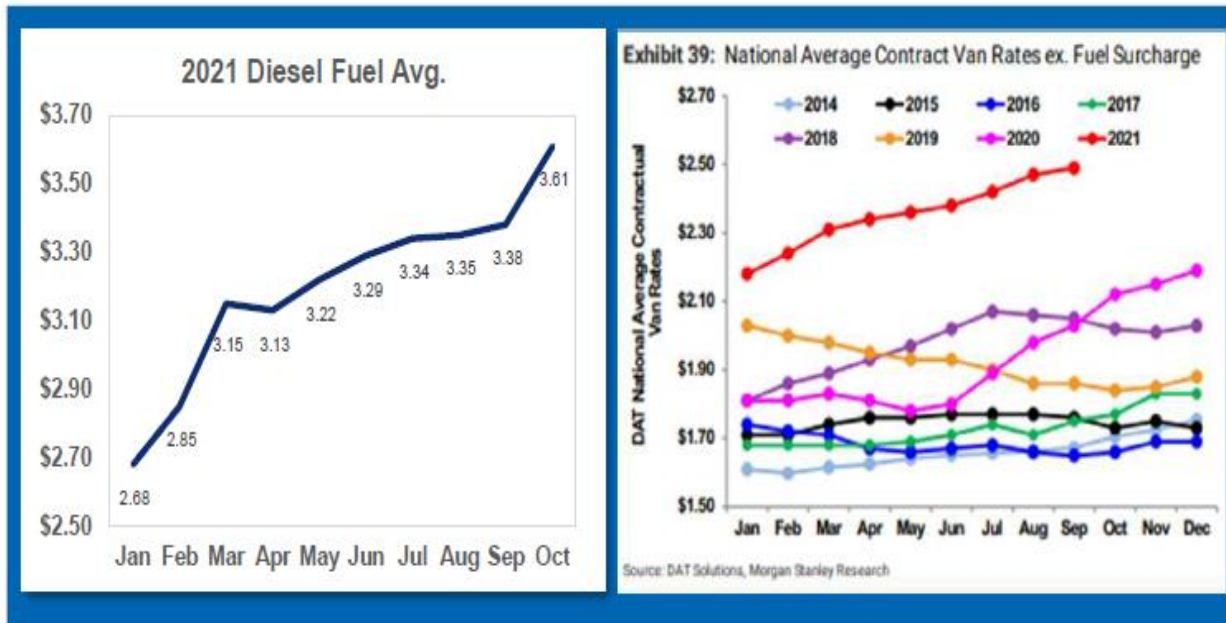 2021 Diesel Fuel Avg.
$3.70
$3.50
$3.30
$3.10
$2.90
$2.70
$2.50
2.68
2.85
3.15
3.13
3.22
3.29
3.34
3.35
3.38
3.61
Jan Feb Mar Apr May Jun Jul Aug Sep Oct
Exhibit 39: National Average Contract Van Rates ex. Fuel Surcharge
2014 2015 2016 2017
2018 2019 2020 2021
DAT National Average Contractual
Van Rates
$2.70
$2.50
$2.30
$2.10
$1.90
$1.70
$1.50
Jan Feb Mar Apr May Jun Jul Aug Sep Oct Nov Dec
Source: DAT Solutions, Morgan Stanley Research